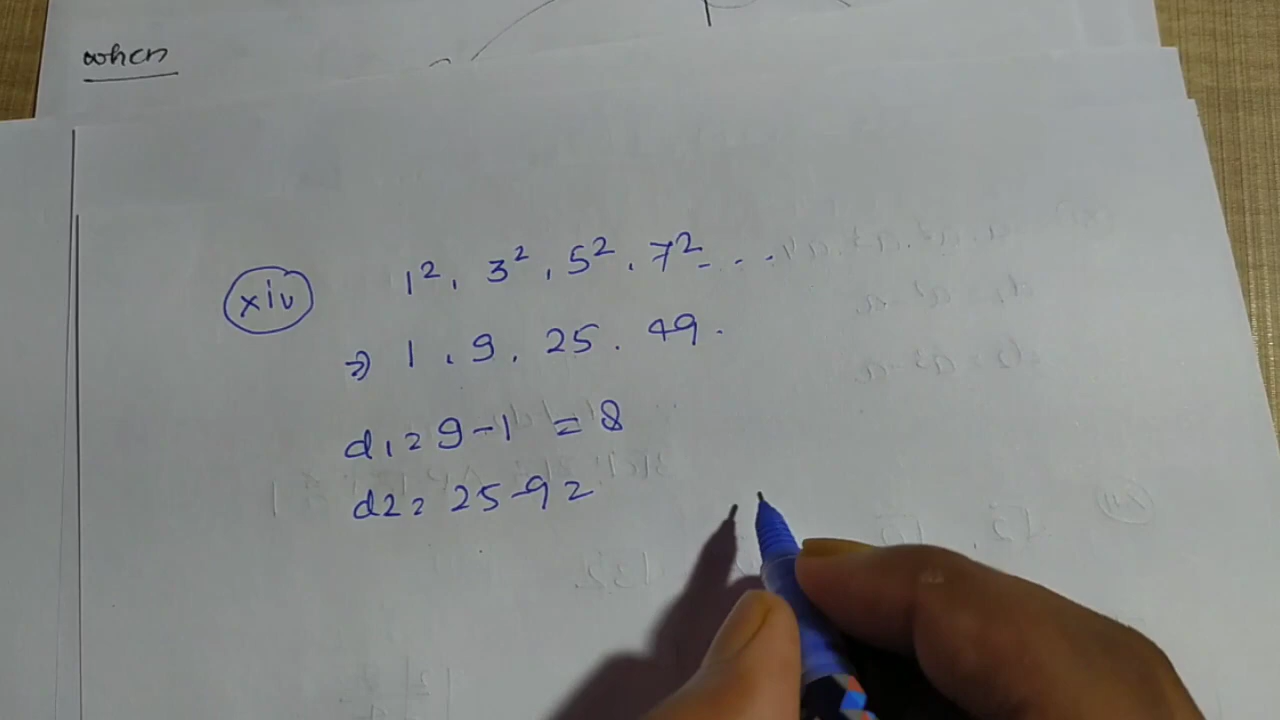 when
xiv 1², 3², 5², 7² - - -
⇒ 1, 9, 25, 49.
d1 = 9-1 = 8
d2 = 25-9 =